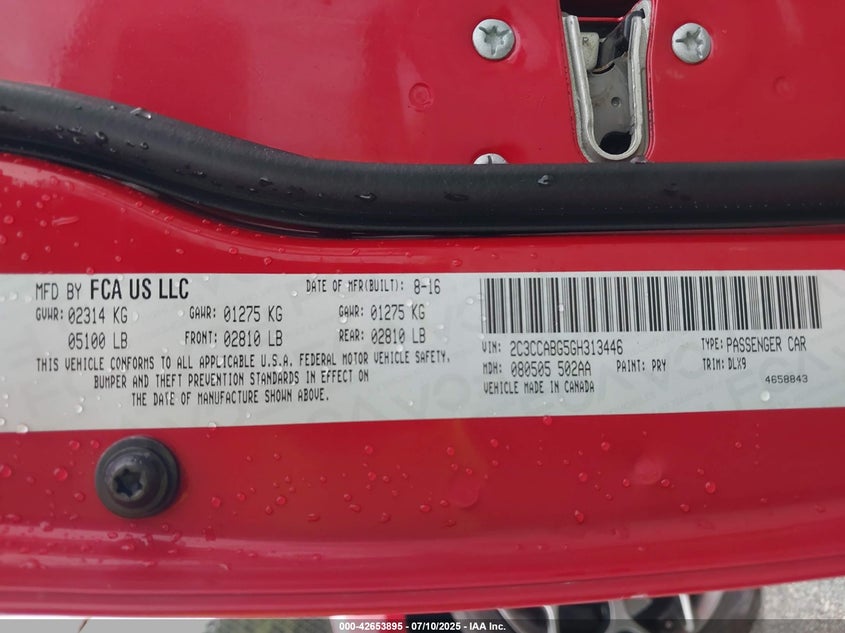 MFD BY FCA US LLC DATE OF MFR(BUILT): 8-16
GVWR: 02314 KG GAWR: 01275 KG GAWR: 01275 KG
05100 LB FRONT: 02810 LB REAR: 02810 LB
THIS VEHICLE CONFORMS TO ALL APPLICABLE U.S.A. FEDERAL MOTOR VEHICLE SAFETY,
BUMPER AND THEFT PREVENTION STANDARDS IN EFFECT ON
THE DATE OF MANUFACTURE SHOWN ABOVE.
VIN: 2C3CCABG5GH313446 TYPE: PASSENGER CAR
MDH: 080505 502AA PAINT: PRY TRIM: DLX9
VEHICLE MADE IN CANADA 4658843
000-42653895 - 07/10/2025 - IAA Inc.